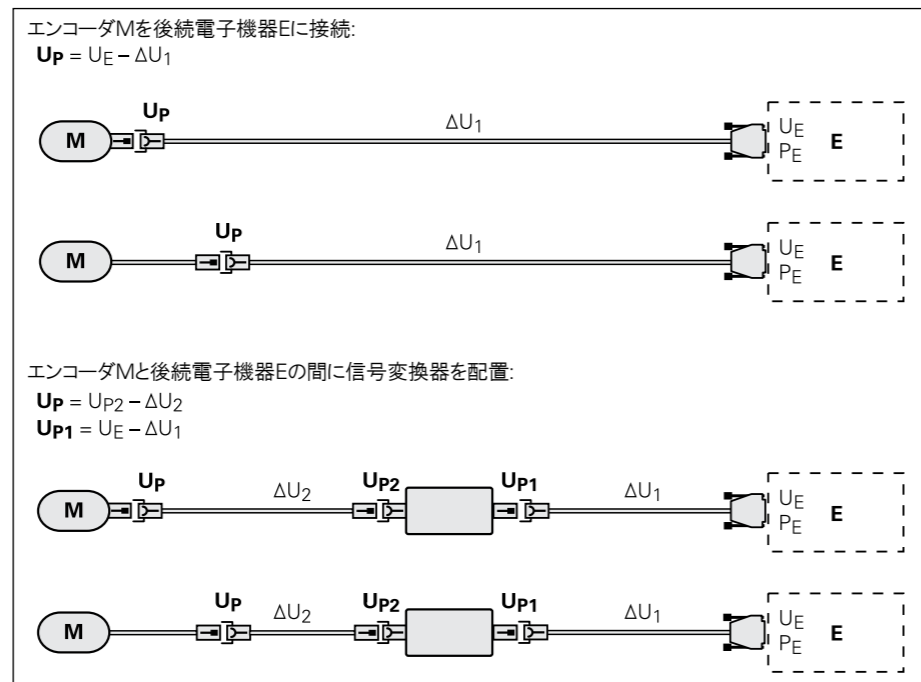 エンコーダMを後続電子機器Eに接続:
UP = UE – ΔU1
UP
ΔU1
M
UE
PE
E
UP
ΔU1
M
UE
PE
E
エンコーダMと後続電子機器Eの間に信号変換器を配置:
UP = UP2 – ΔU2
UP1 = UE – ΔU1
UP
ΔU2
UP2
UP1
ΔU1
M
UE
PE
E
UP
ΔU2
UP2
UP1
ΔU1
M
UE
PE
E